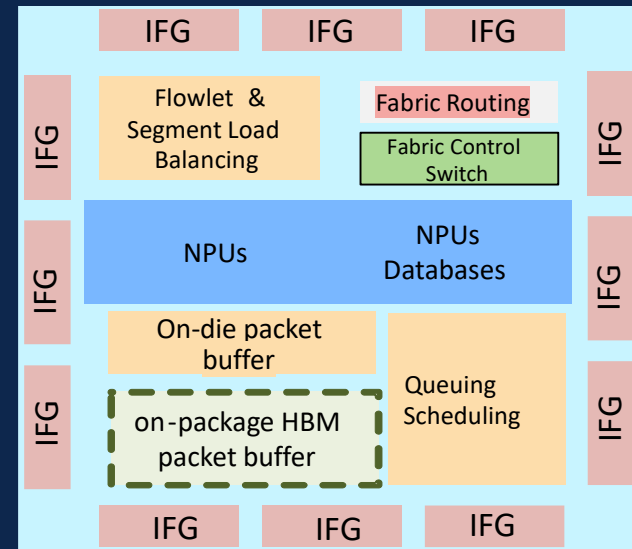 IFG
IFG
IFG
IFG
IFG
Flowlet &
Segment Load
Balancing
Fabric Routing
Fabric Control
Switch
IFG
IFG
NPUs
NPUs
Databases
On-die packet
buffer
IFG
IFG
on-package HBM
packet buffer
Queuing
Scheduling
IFG
IFG
IFG